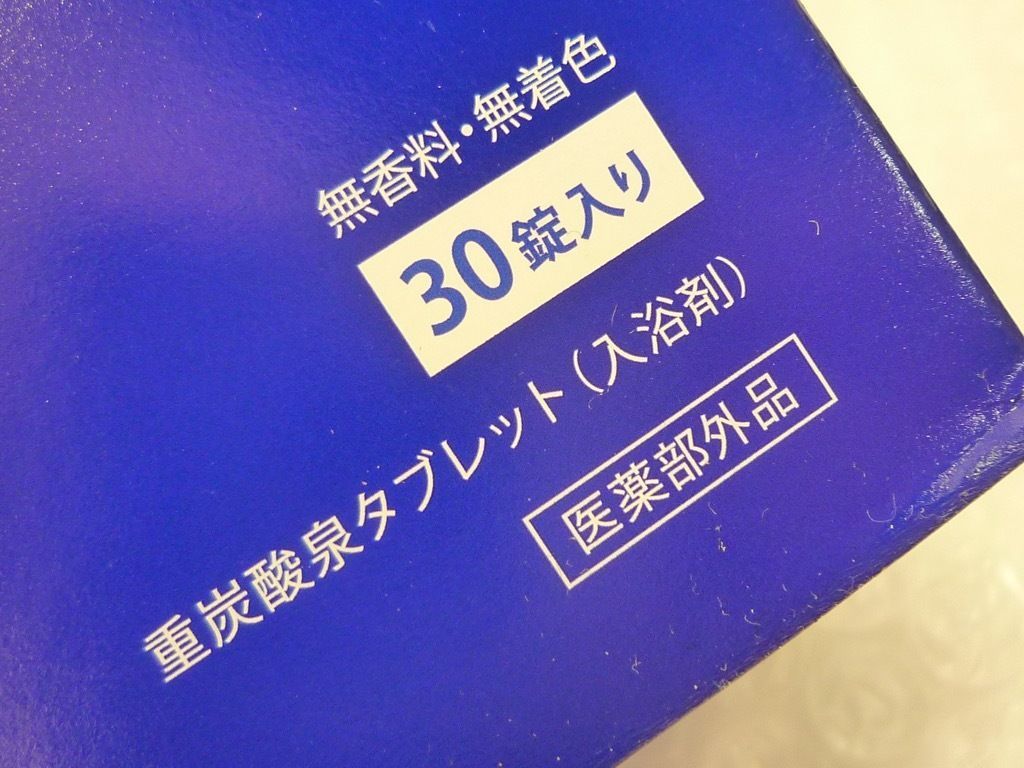 無香料・無着色
30錠入り
重炭酸泉タブレット(入浴剤)
医薬部外品